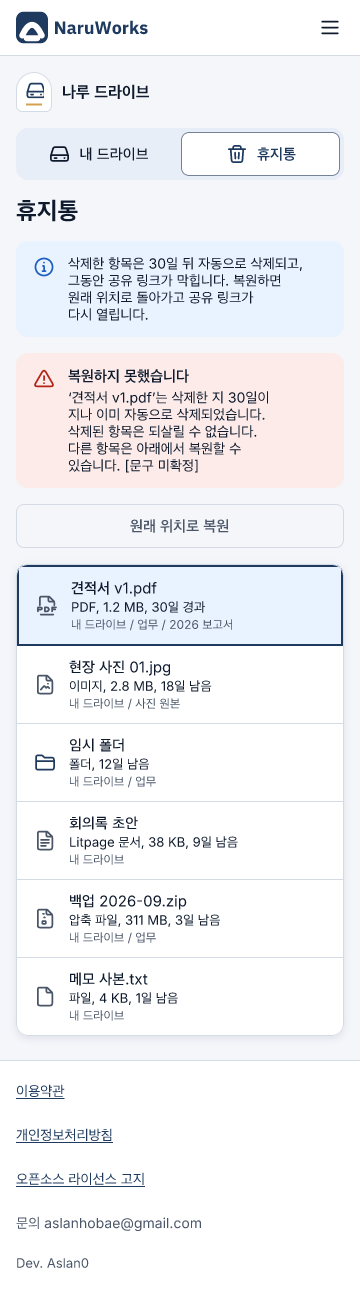 NaruWorks
나루 드라이브
내 드라이브
휴지통
휴지통
삭제한 항목은 30일 뒤 자동으로 삭제되고,
그동안 공유 링크가 막힙니다. 복원하면
원래 위치로 돌아가고 공유 링크가
다시 열립니다.
복원하지 못했습니다
‘견적서 v1.pdf’는 삭제한 지 30일이
지나 이미 자동으로 삭제되었습니다.
삭제된 항목은 되살릴 수 없습니다.
다른 항목은 아래에서 복원할 수
있습니다. [문구 미확정]
원래 위치로 복원
PDF
견적서 v1.pdf
PDF, 1.2 MB, 30일 경과
내 드라이브 / 업무 / 2026 보고서
현장 사진 01.jpg
이미지, 2.8 MB, 18일 남음
내 드라이브 / 사진 원본
임시 폴더
폴더, 12일 남음
내 드라이브 / 업무
회의록 초안
Litpage 문서, 38 KB, 9일 남음
내 드라이브
백업 2026-09.zip
압축 파일, 311 MB, 3일 남음
내 드라이브 / 업무
메모 사본.txt
파일, 4 KB, 1일 남음
내 드라이브
이용약관
개인정보처리방침
오픈소스 라이선스 고지
문의 aslanhobae@gmail.com
Dev. Aslan0